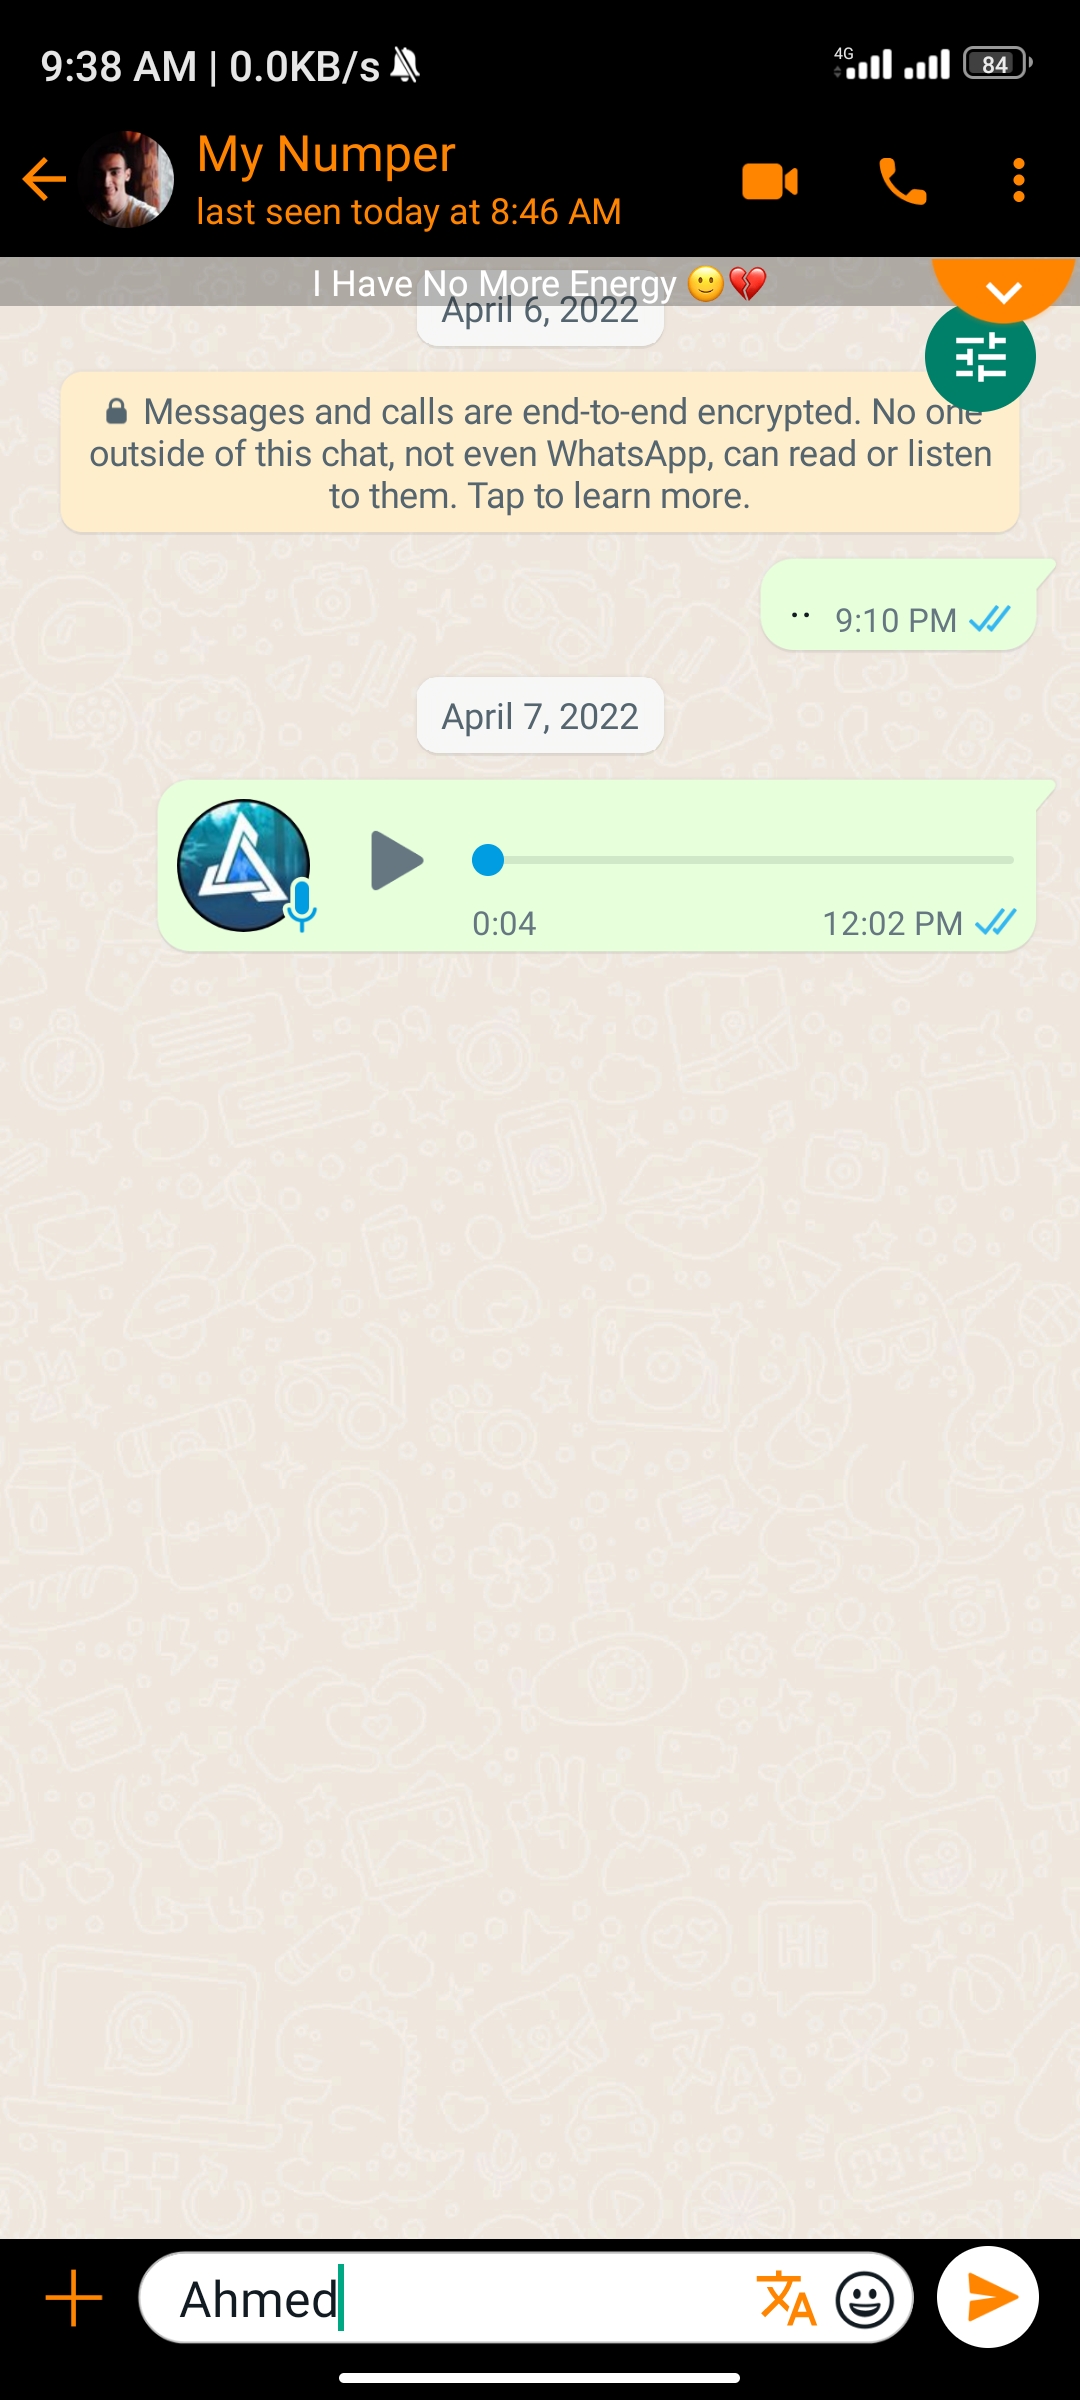 9:38 AM | 0.0KB/s
4G
84
My Numper
last seen today at 8:46 AM
I Have No More Energy 🙂💔
April 6, 2022
Messages and calls are end-to-end encrypted. No one
outside of this chat, not even WhatsApp, can read or listen
to them. Tap to learn more.
.. 9:10 PM
April 7, 2022
0:04 12:02 PM
Ahmed